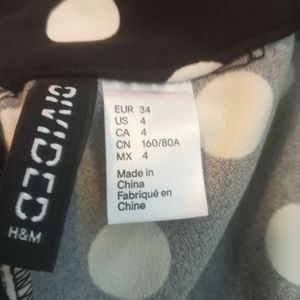 DIVIDED
H&M
EUR 34
US 4
CA 4
CN 160/80A
MX 4
Made in
China
Fabriqué en
Chine